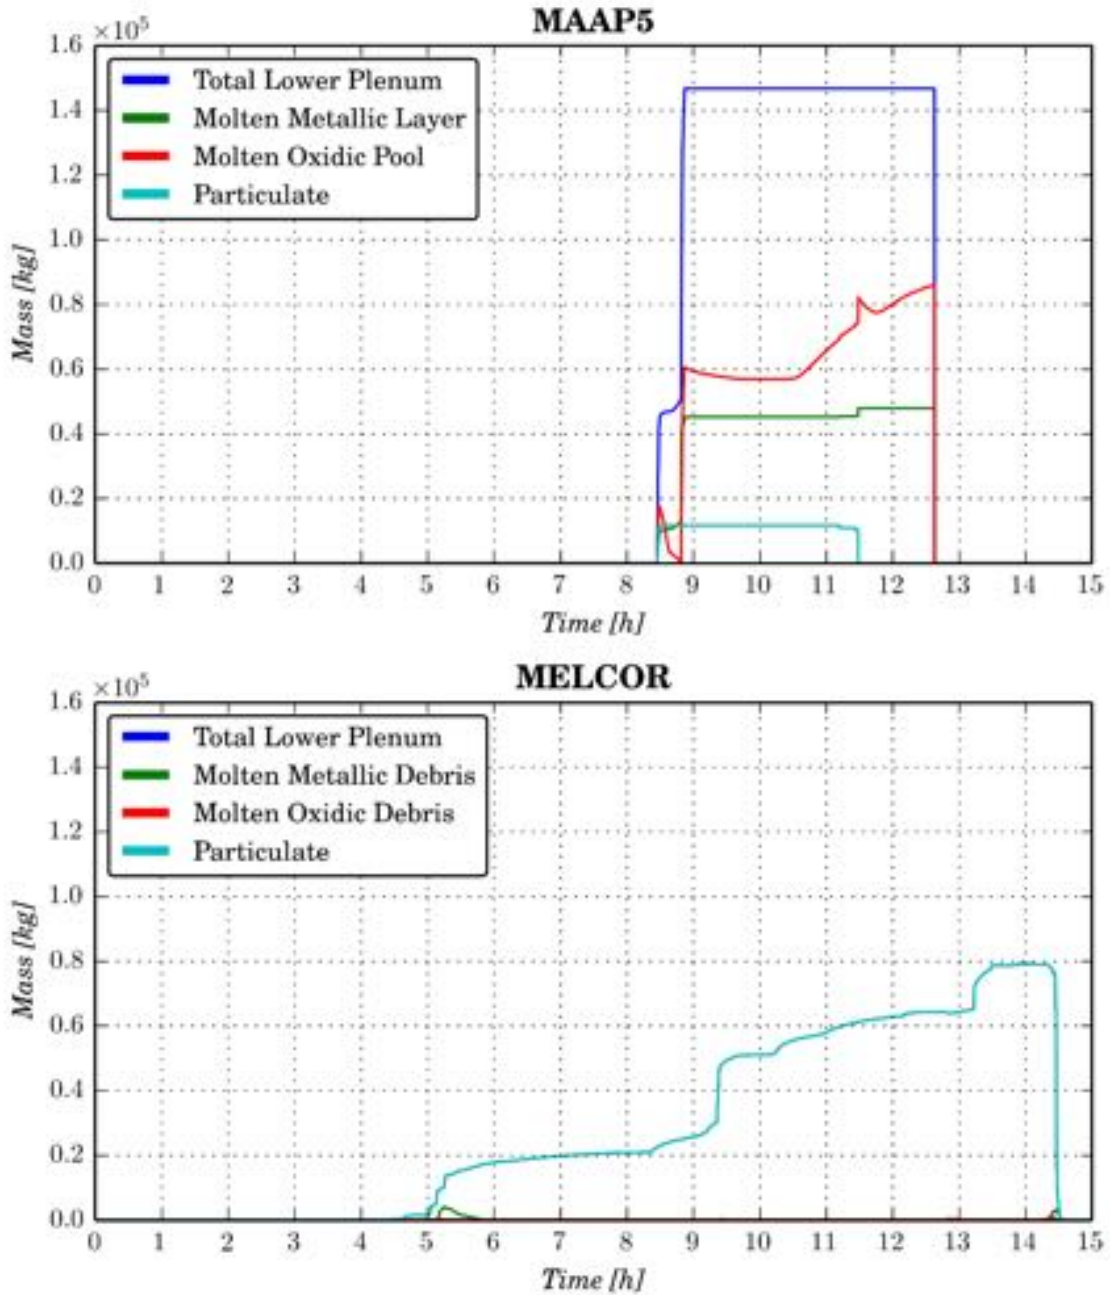 MAAP5
×10⁵
1.6
1.4
1.2
1.0
0.8
0.6
0.4
0.2
0.0
Mass [kg]
Total Lower Plenum
Molten Metallic Layer
Molten Oxidic Pool
Particulate
0 1 2 3 4 5 6 7 8 9 10 11 12 13 14 15
Time [h]
MELCOR
×10⁵
1.6
1.4
1.2
1.0
0.8
0.6
0.4
0.2
0.0
Mass [kg]
Total Lower Plenum
Molten Metallic Debris
Molten Oxidic Debris
Particulate
0 1 2 3 4 5 6 7 8 9 10 11 12 13 14 15
Time [h]